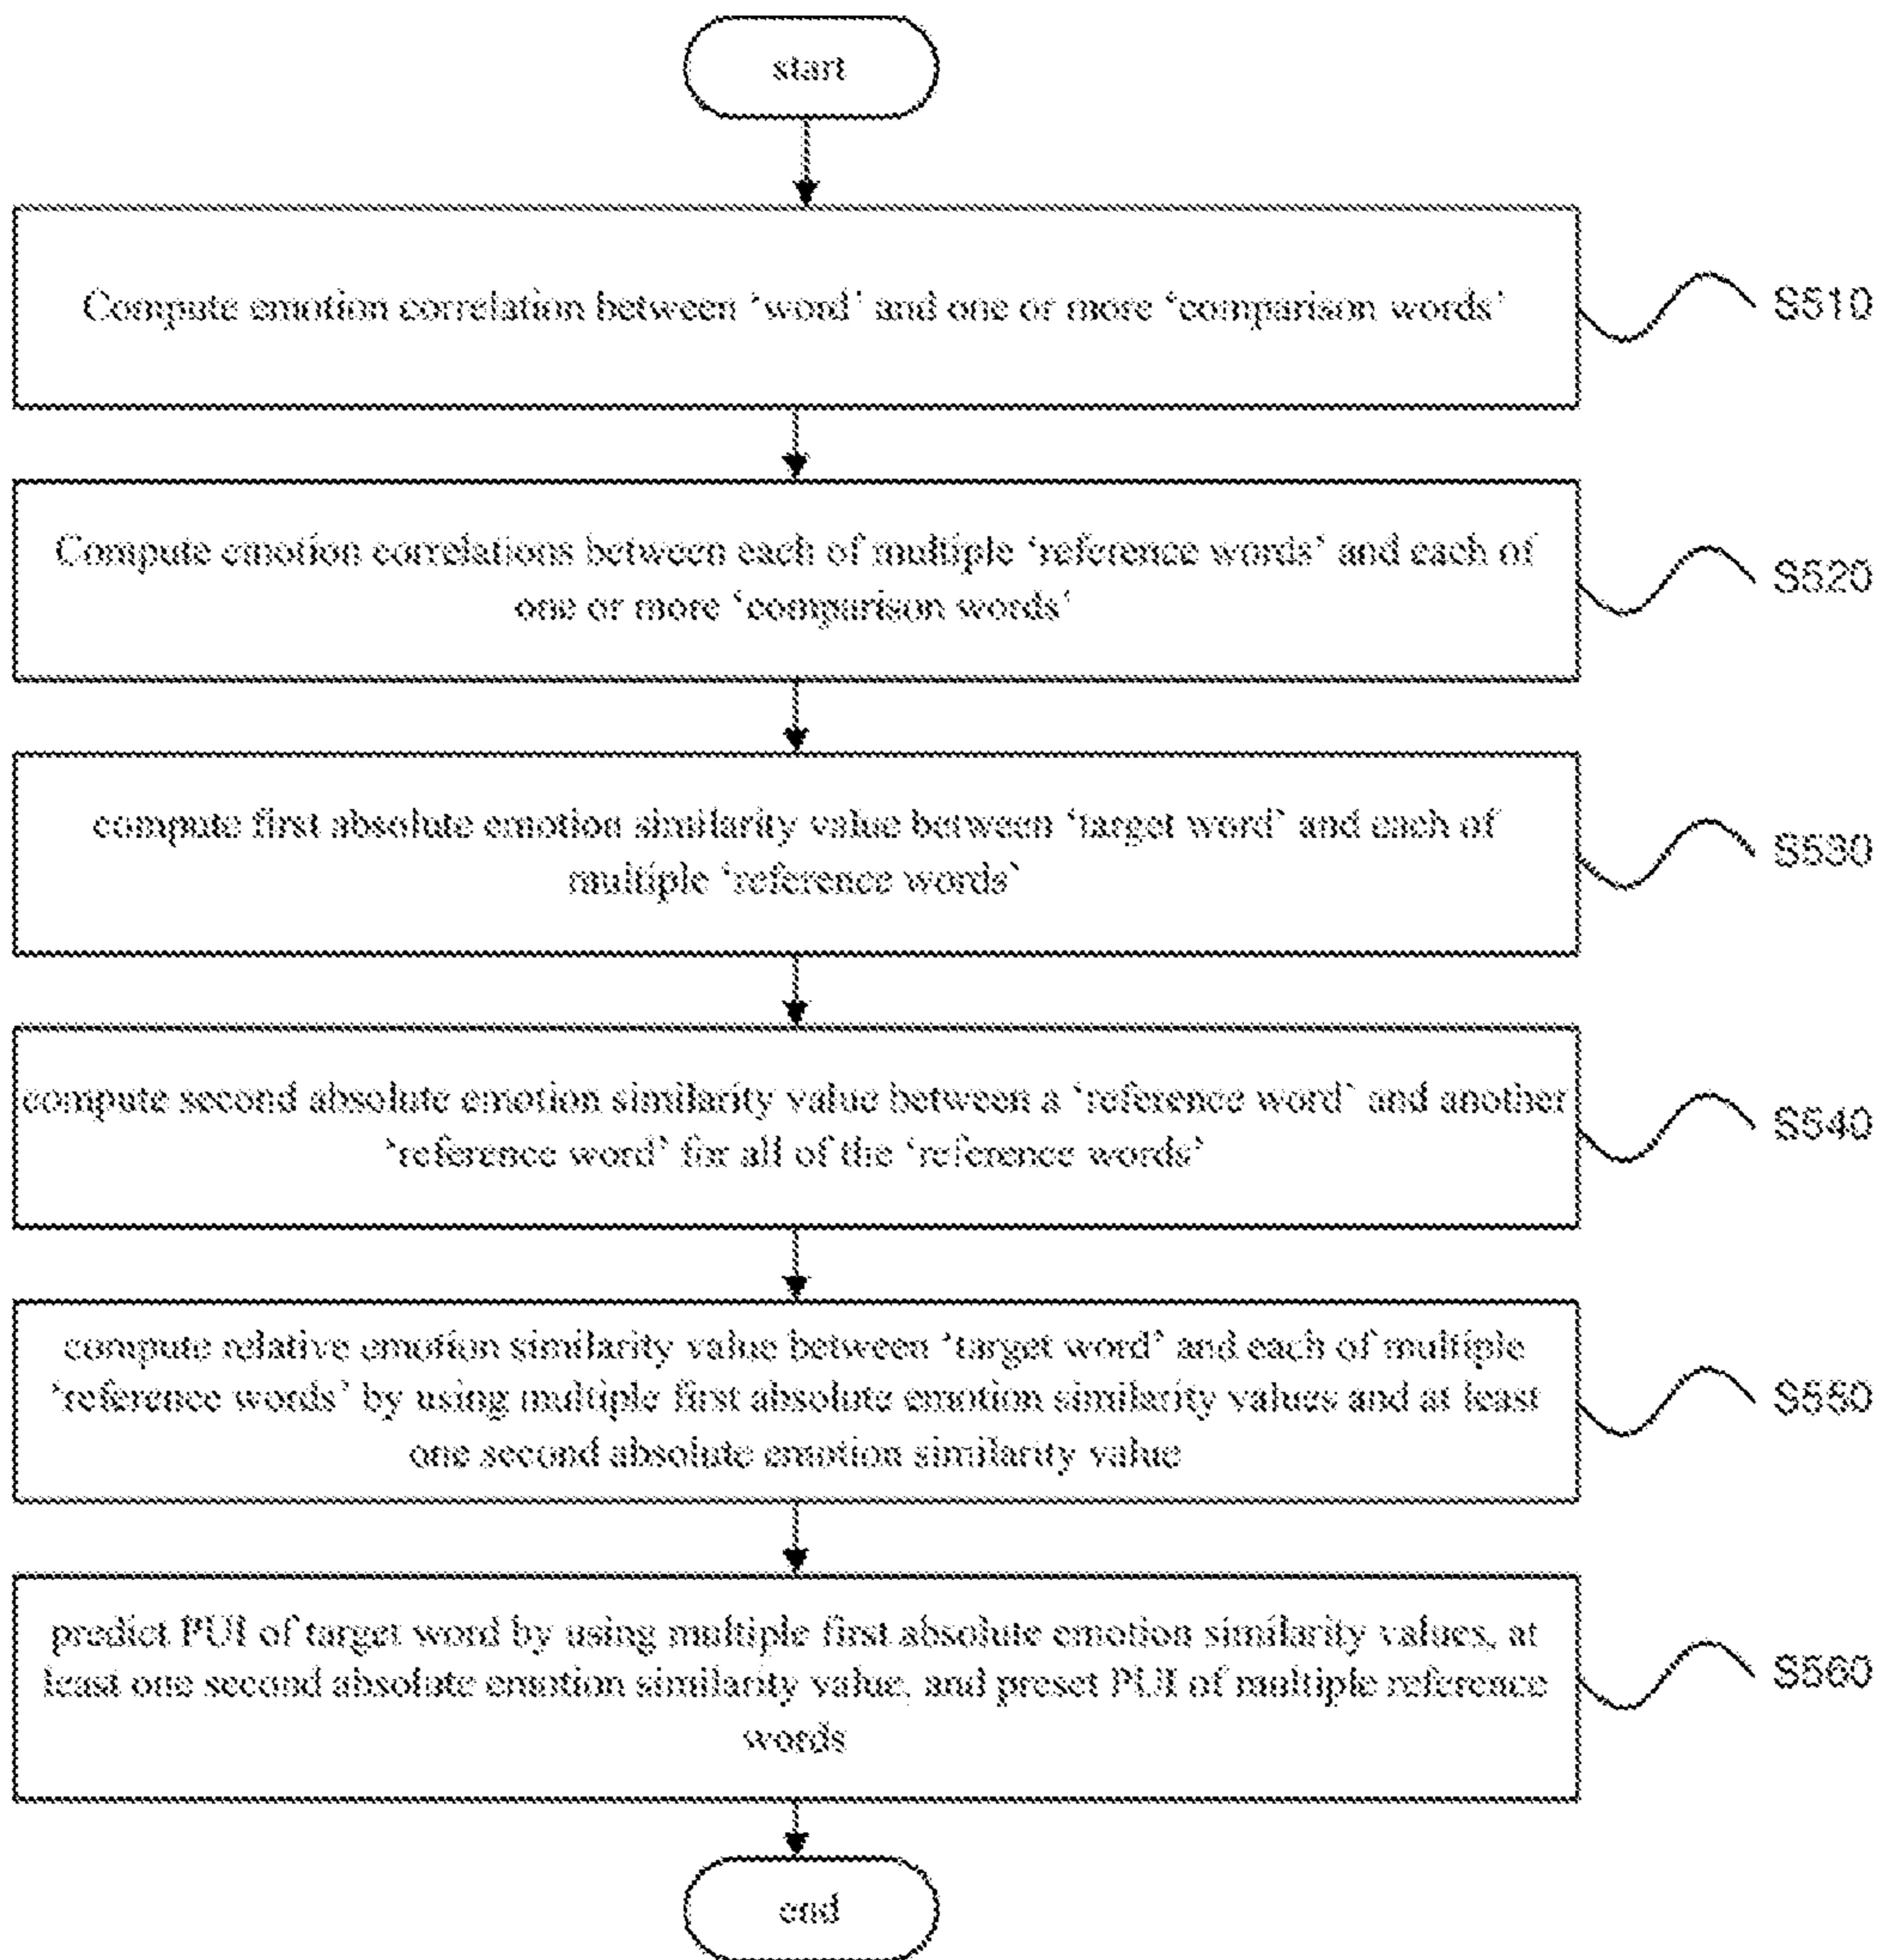 start
Compute emotion correlation between ‘word’ and one or more ‘comparison words’
S510
Compute emotion correlations between each of multiple ‘reference words’ and each of
one or more ‘comparison words’
S520
compute first absolute emotion similarity value between ‘target word’ and each of
multiple ‘reference words‵
S530
compute second absolute emotion similarity value between a ‘reference word‵ and another
‘reference word’ for all of the ‘reference words’
S540
compute relative emotion similarity value between ‘target word’ and each of multiple
‘reference words’ by using multiple first absolute emotion similarity values and at least
one second absolute emotion similarity value
S550
predict PUI of target word by using multiple first absolute emotion similarity values, at
least one second absolute emotion similarity value, and preset PUI of multiple reference
words
S560
end